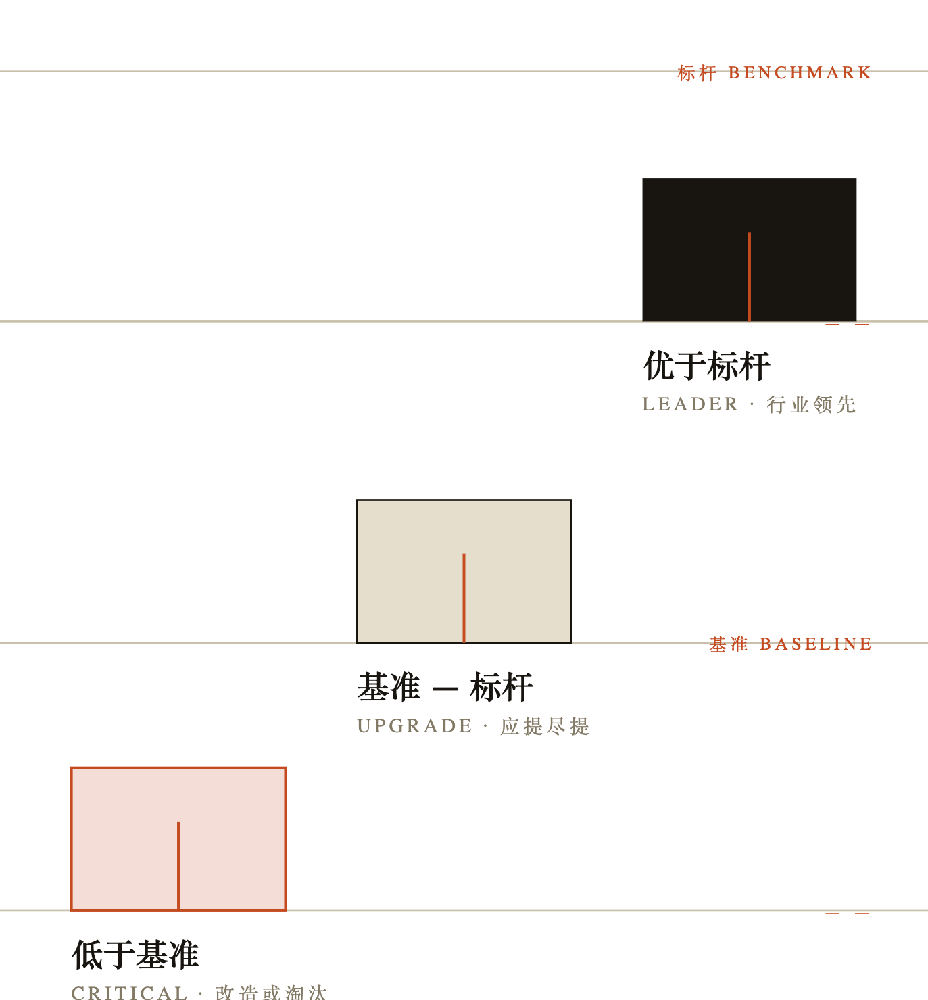 标杆 BENCHMARK
— —
优于标杆
LEADER · 行业领先
基准 BASELINE
基准 — 标杆
UPGRADE · 应提尽提
— —
低于基准
CRITICAL · 改造或淘汰